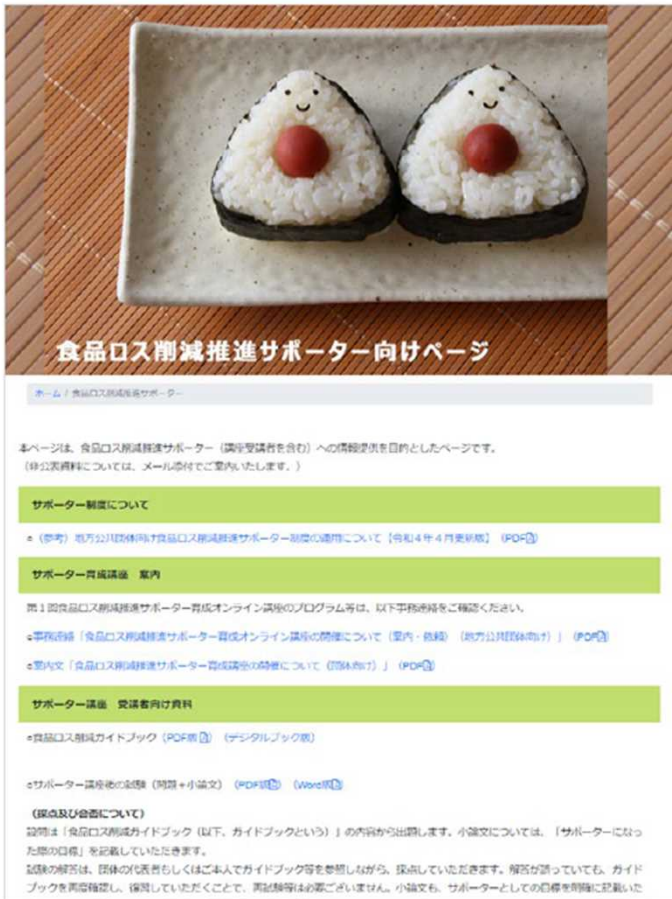 食品ロス削減推進サポーター向けページ
ホーム / 食品ロス削減推進サポーター
本ページは、食品ロス削減推進サポーター（講座受講者を含む）への情報提供を目的としたページです。
（非公表資料については、メール添付でご案内いたします。）
サポーター制度について
○（参考）地方公共団体向け食品ロス削減推進サポーター制度の運用について【令和４年４月更新版】（PDF）
サポーター育成講座　案内
第１回食品ロス削減推進サポーター育成オンライン講座のプログラム等は、以下事務連絡をご確認ください。
○事務連絡「食品ロス削減推進サポーター育成オンライン講座の開催について（案内・依頼）（地方公共団体向け）」（PDF）
○案内文「食品ロス削減推進サポーター育成講座の開催について（団体向け）」（PDF）
サポーター講座　受講者向け資料
○食品ロス削減ガイドブック（PDF版）（デジタルブック版）
○サポーター講座後の試験（問題＋小論文）（PDF版）（Word版）
（採点及び合否について）
設問は「食品ロス削減ガイドブック（以下、ガイドブックという）」の内容から出題します。小論文については、「サポーターになっ
た際の目標」を記載していただきます。
試験の解答は、団体の代表者もしくはご本人でガイドブック等を参照しながら、採点していただきます。解答が誤っていても、ガイド
ブックを再度確認し、復習していただくことで、再試験等は必要ございません。小論文も、サポーターとしての目標を明確に記載いた